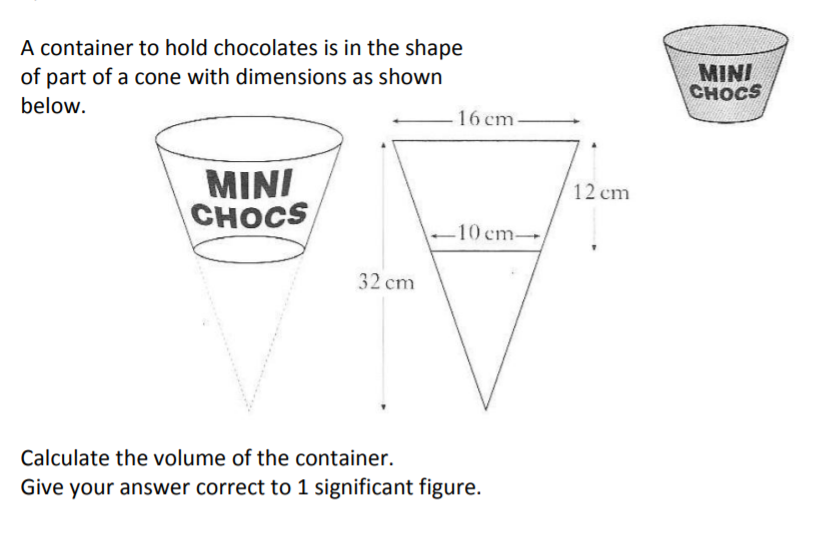 A container to hold chocolates is in the shape
of part of a cone with dimensions as shown
below.
MINI
CHOCS
16 cm
MINI
CHOCS
12 cm
10 cm
32 cm
Calculate the volume of the container.
Give your answer correct to 1 significant figure.